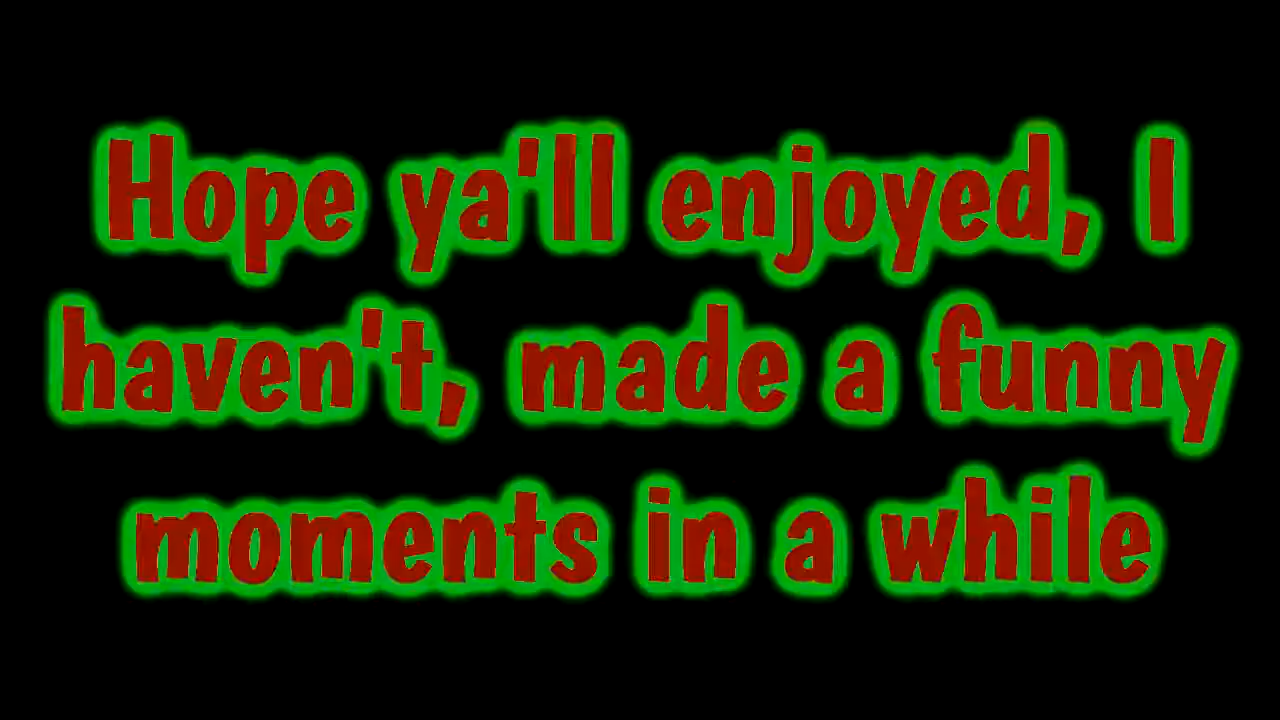 Hope ya'll enjoyed, I
haven't, made a funny
moments in a while